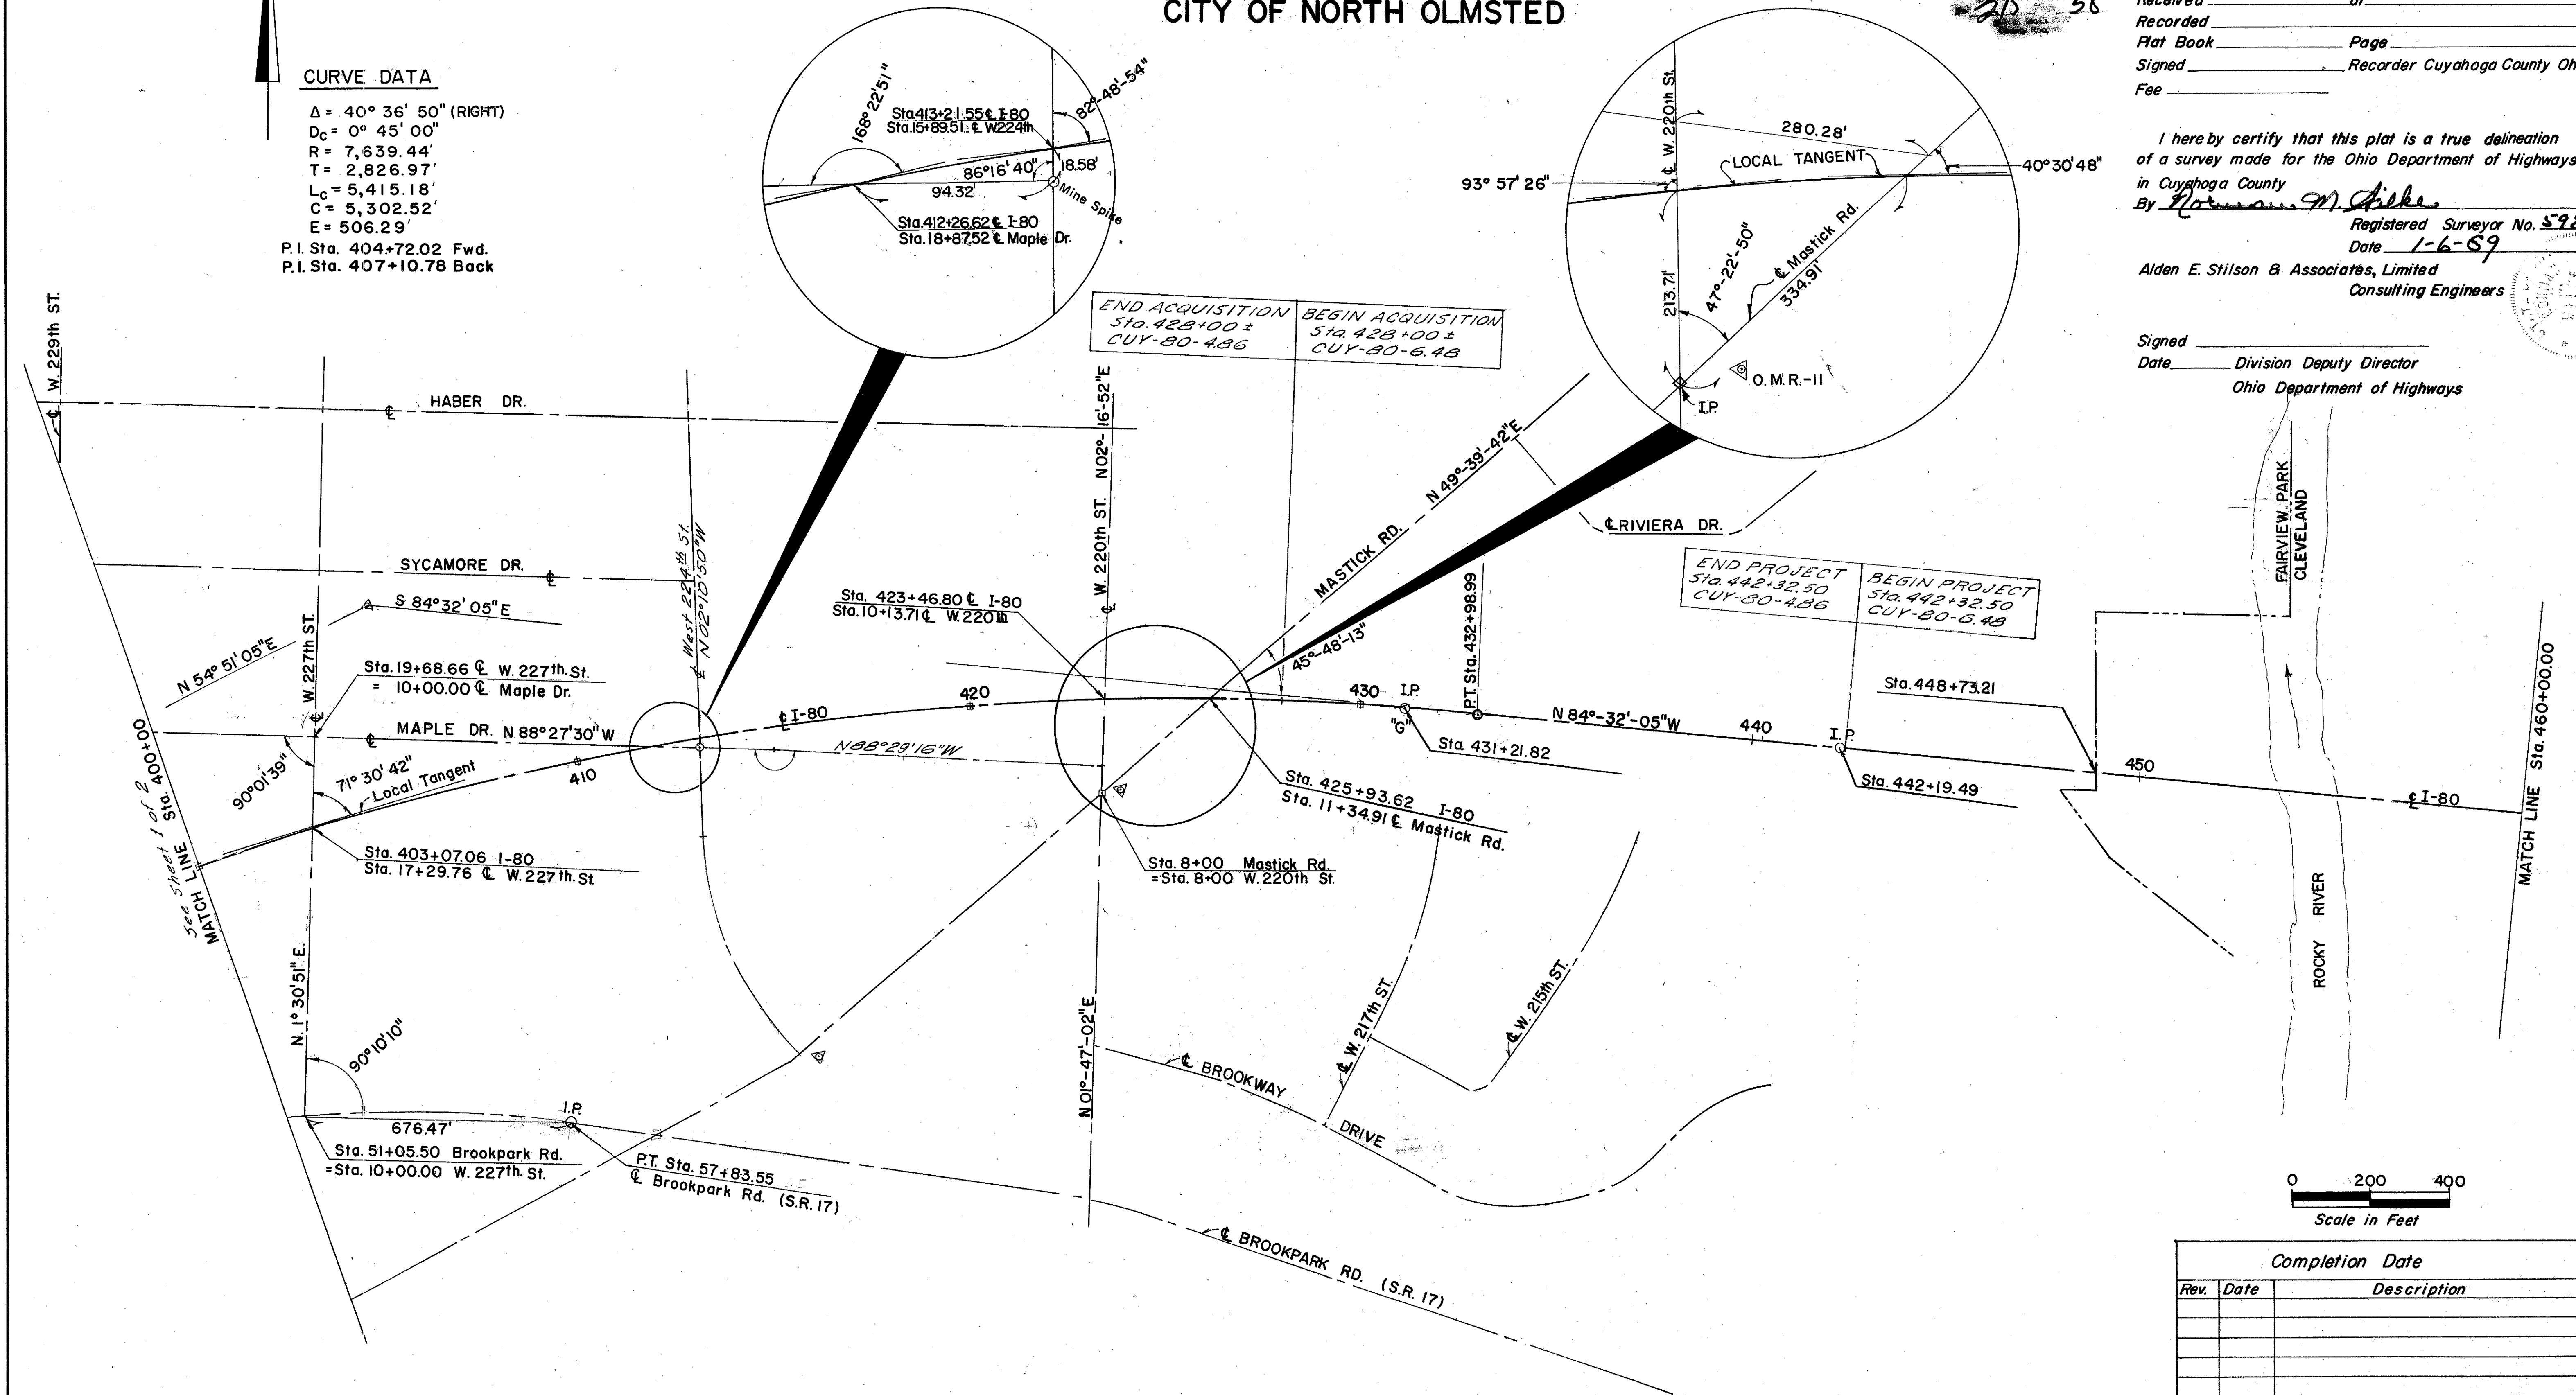 CITY OF NORTH OLMSTED
Recorded
Plat Book Page
Signed Recorder Cuyahoga County
Fee
I here by certify that this plat is a true delineation
of a survey made for the Ohio Department of Highways
in Cuyahoga County
By Norman M. Hilke
Registered Surveyor No.
Date 1-6-69
Alden E. Stilson & Associates, Limited
Consulting Engineers
Signed
Date Division Deputy Director
Ohio Department of Highways
CURVE DATA
Δ = 40° 36' 50" (RIGHT)
Dc = 0° 45' 00"
R = 7,639.44'
T = 2,826.97'
Lc = 5,415.18'
C = 5,302.52'
E = 506.29'
P.I. Sta. 404+72.02 Fwd.
P.I. Sta. 407+10.78 Back
168°22'51"
Sta.413+21.55 ℄ I-80
Sta.15+89.51 ℄ W.224th
82°-48'-54"
86°16'40"
18.58'
94.32'
Mine Spike
Sta.412+26.62 ℄ I-80
Sta.18+87.52 ℄ Maple Dr.
℄ W. 220th St.
280.28'
LOCAL TANGENT
40°30'48"
93° 57' 26"
213.71'
47°-22'-50"
℄ Mastick Rd.
334.91'
O.M.R.-11
I.P.
END ACQUISITION
Sta. 428+00 ±
CUY-80-4.86
BEGIN ACQUISITION
Sta. 428+00 ±
CUY-80-6.48
℄ W. 229th ST.
HABER DR.
℄
SYCAMORE DR.
℄
S 84°32' 05"E
N 54° 51' 05"E
℄ W. 227th ST.
Sta. 19+68.66 ℄ W. 227th. St.
= 10+00.00 ℄ Maple Dr.
℄ MAPLE DR. N 88°27'30"W
℄ West 224th St.
N 02°10'50"W
℄ W. 220th ST. N02°-16'-52"E
Sta. 423+46.80 ℄ I-80
Sta.10+13.71 ℄ W.220th
MASTICK RD.
N 49°-39'-42"E
℄ RIVIERA DR.
45°-48'-13"
P.T. Sta. 432+98.99
END PROJECT
Sta. 442+32.50
CUY-80-4.86
BEGIN PROJECT
Sta. 442+32.50
CUY-80-6.48
FAIRVIEW PARK
CLEVELAND
Sta. 448+73.21
420
℄ I-80
430
I.P.
"G"
Sta. 431+21.82
N 84°-32'-05"W
440
I.P.
Sta. 442+19.49
450
℄ I-80
MATCH LINE Sta. 460+00.00
N88°29'16"W
90°01'39"
71° 30' 42"
Local Tangent
410
See Sheet 1 of 2
MATCH LINE Sta. 400+00
Sta. 403+07.06 I-80
Sta. 17+29.76 ℄ W. 227th. St.
Sta. 425+93.62 I-80
Sta. 11+34.91 ℄ Mastick Rd.
Sta. 8+00 Mastick Rd.
=Sta. 8+00 W. 220th St.
N. 1° 30' 51" E.
90°10'10"
676.47'
I.P.
Sta. 51+05.50 Brookpark Rd.
=Sta. 10+00.00 W. 227th. St.
P.T. Sta. 57+83.55
℄ Brookpark Rd. (S.R. 17)
N 01°-47'-02"E
℄ BROOKWAY
DRIVE
℄ W. 217th ST.
℄ W. 215th ST.
℄ BROOKPARK RD. (S.R. 17)
ROCKY RIVER
0 200 400
Scale in Feet
Completion Date
Rev. Date Description